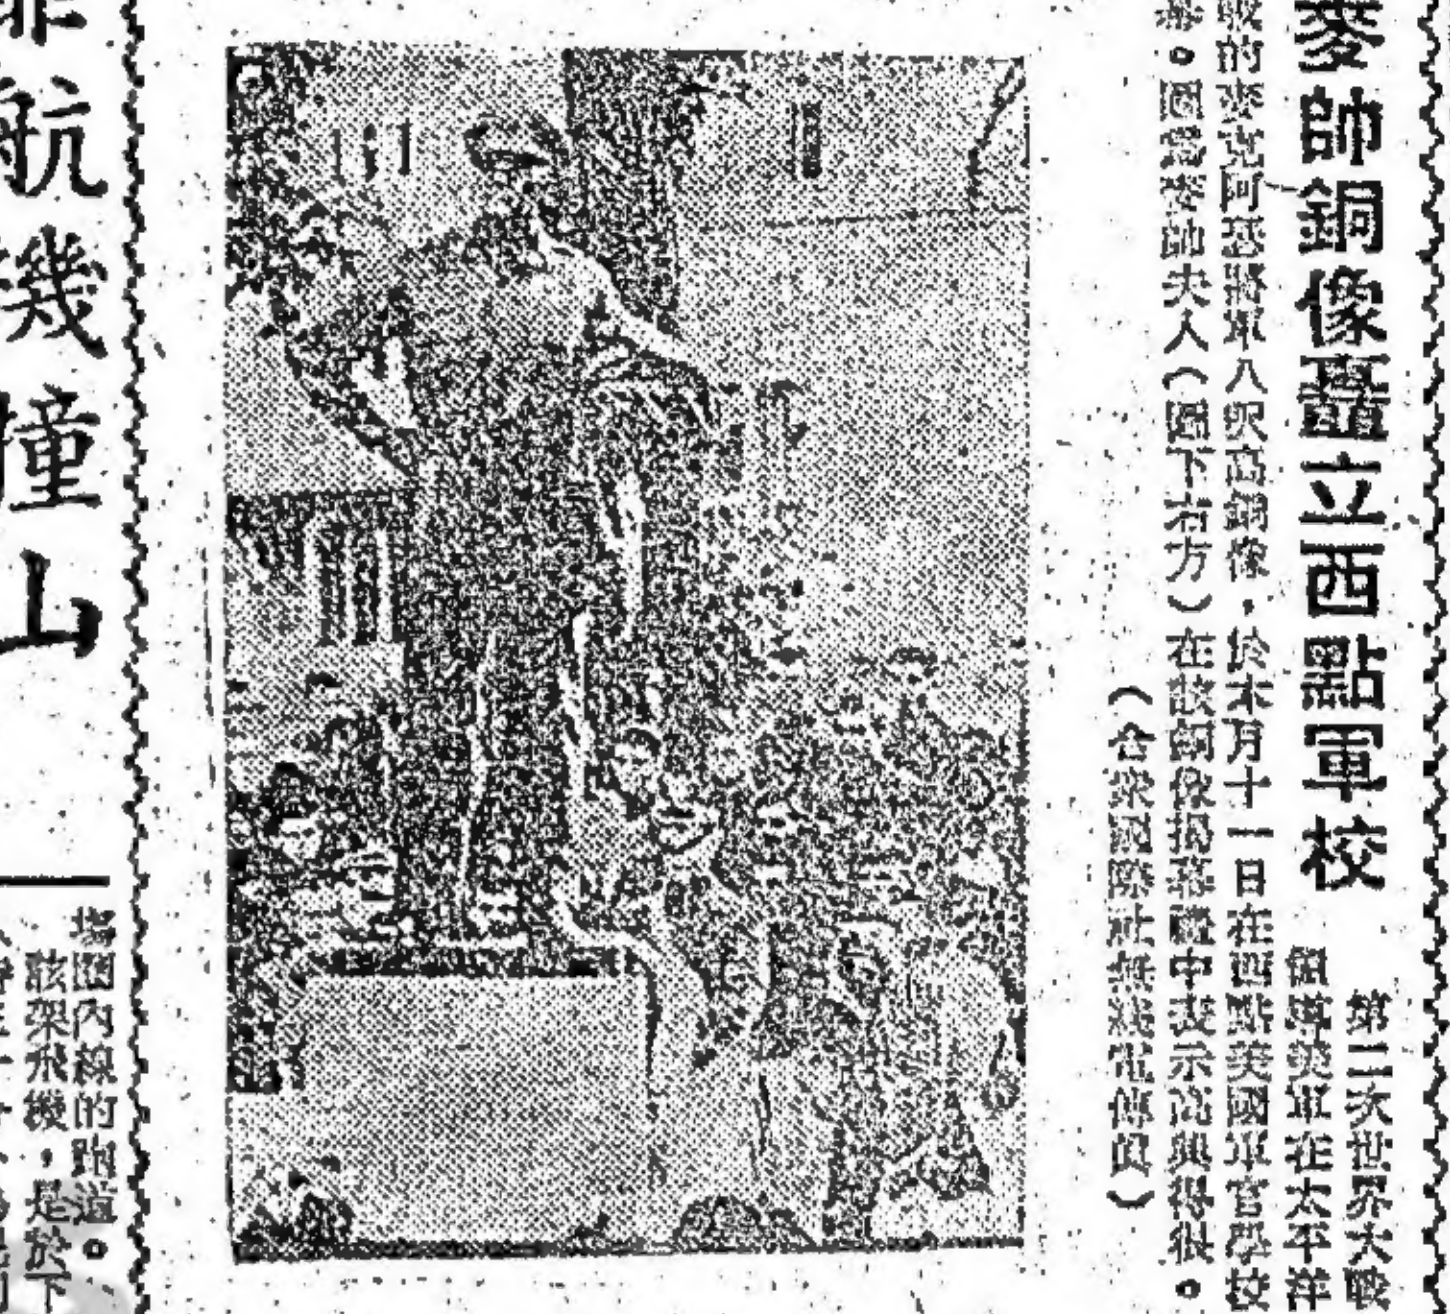 麥帥銅像矗立西點軍校
第二次世界大戰
領導美軍在太平洋
戰的麥克阿瑟將軍八呎高銅像，於本月十一日在西點美國軍官學校
幕。圖為麥帥夫人（圖下右方）在該銅像揭幕禮中表示高興得很。
（合眾國際社無綫電傳真）
航機撞山
場圈內線的跑道。
該架飛機，是於下